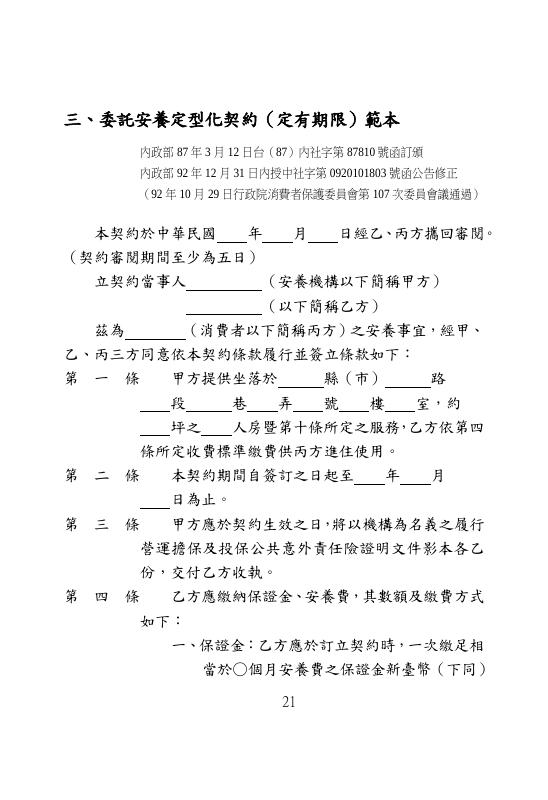 三、委託安養定型化契約（定有期限）範本
內政部 87 年 3 月 12 日台（87）內社字第 87810 號函訂頒
內政部 92 年 12 月 31 日內授中社字第 0920101803 號函公告修正
（92 年 10 月 29 日行政院消費者保護委員會第 107 次委員會議通過）
本契約於中華民國____年____月____日經乙、丙方攜回審閱。
（契約審閱期間至少為五日）
立契約當事人__________（安養機構以下簡稱甲方）
__________（以下簡稱乙方）
茲為________（消費者以下簡稱丙方）之安養事宜，經甲、
乙、丙三方同意依本契約條款履行並簽立條款如下：
第一條 甲方提供坐落於______縣（市）______路
____段______巷____弄____號____樓____室，約
____坪之____人房暨第十條所定之服務，乙方依第四
條所定收費標準繳費供丙方進住使用。
第二條 本契約期間自簽訂之日起至____年____月
____日為止。
第三條 甲方應於契約生效之日，將以機構為名義之履行
營運擔保及投保公共意外責任險證明文件影本各乙
份，交付乙方收執。
第四條 乙方應繳納保證金、安養費，其數額及繳費方式
如下：
一、保證金：乙方應於訂立契約時，一次繳足相
當於○個月安養費之保證金新臺幣（下同）
21